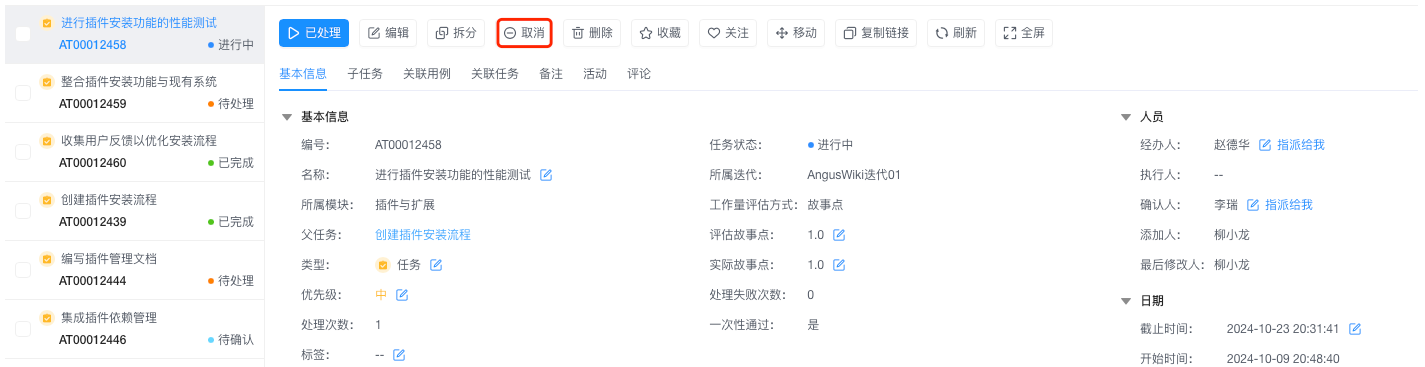 进行插件安装功能的性能测试
AT00012458 进行中
整合插件安装功能与现有系统
AT00012459 待处理
收集用户反馈以优化安装流程
AT00012460 已完成
创建插件安装流程
AT00012439 已完成
编写插件管理文档
AT00012444 待处理
集成插件依赖管理
AT00012446 待确认
已处理 编辑 拆分 取消 删除 收藏 关注 移动 复制链接 刷新 全屏
基本信息 子任务 关联用例 关联任务 备注 活动 评论
基本信息
编号: AT00012458 任务状态: 进行中
名称: 进行插件安装功能的性能测试 所属迭代: AngusWiki迭代01
所属模块: 插件与扩展 工作量评估方式: 故事点
父任务: 创建插件安装流程 评估故事点: 1.0
类型: 任务 实际故事点: 1.0
优先级: 中 处理失败次数: 0
处理次数: 1 一次性通过: 是
标签: --
人员
经办人: 赵德华 指派给我
执行人: --
确认人: 李瑞 指派给我
添加人: 柳小龙
最后修改人: 柳小龙
日期
截止时间: 2024-10-23 20:31:41
开始时间: 2024-10-09 20:48:40